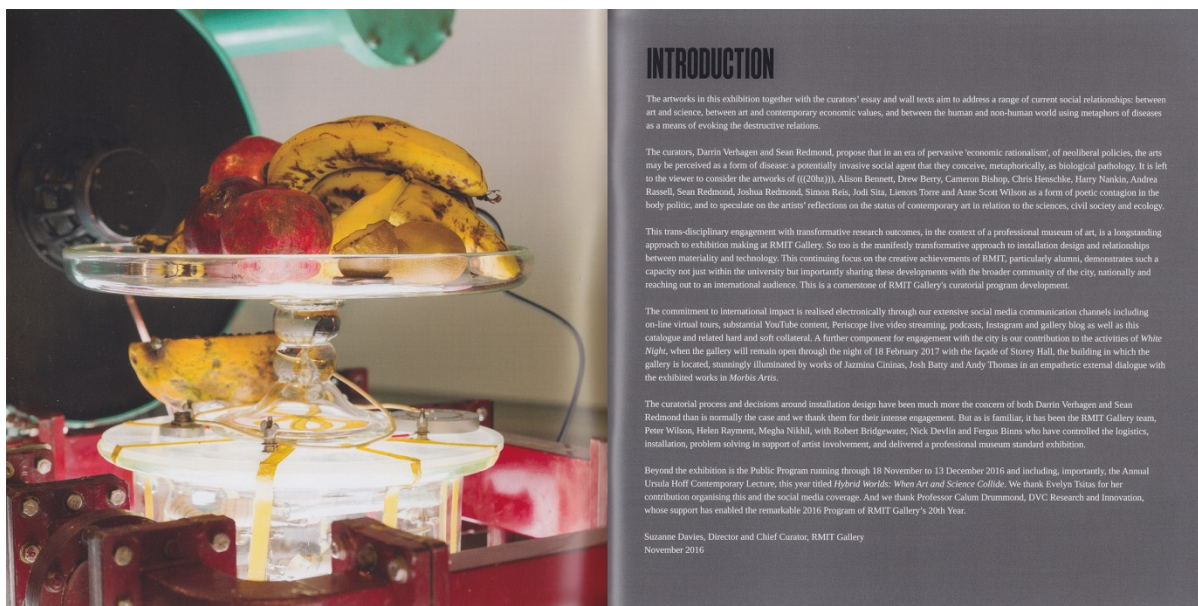 INTRODUCTION
The artworks in this exhibition together with the curators' essay and wall texts aim to address a range of current social relationships: between
art and science, between art and contemporary economic values, and between the human and non-human world using metaphors of diseases
as a means of evoking the destructive relations.
The curators, Darrin Verhagen and Sean Redmond, propose that in an era of pervasive 'economic rationalism', of neoliberal policies, the arts
may be perceived as a form of disease: a potentially invasive social agent that they conceive, metaphorically, as biological pathology. It is left
to the viewer to consider the artworks of (((20hz))), Alison Bennett, Drew Berry, Cameron Bishop, Chris Henschke, Harry Nankin, Andrea
Rassell, Sean Redmond, Joshua Redmond, Simon Reis, Jodi Sita, Lienors Torre and Anne Scott Wilson as a form of poetic contagion in the
body politic, and to speculate on the artists' reflections on the status of contemporary art in relation to the sciences, civil society and ecology.
This trans-disciplinary engagement with transformative research outcomes, in the context of a professional museum of art, is a longstanding
approach to exhibition making at RMIT Gallery. So too is the manifestly transformative approach to installation design and relationships
between materiality and technology. This continuing focus on the creative achievements of RMIT, particularly alumni, demonstrates such a
capacity not just within the university but importantly sharing these developments with the broader community of the city, nationally and
reaching out to an international audience. This is a cornerstone of RMIT Gallery's curatorial program development.
The commitment to international impact is realised electronically through our extensive social media communication channels including
on-line virtual tours, substantial YouTube content, Periscope live video streaming, podcasts, Instagram and gallery blog as well as this
catalogue and related hard and soft collateral. A further component for engagement with the city is our contribution to the activities of White
Night, when the gallery will remain open through the night of 18 February 2017 with the façade of Storey Hall, the building in which the
gallery is located, stunningly illuminated by works of Jazmina Cininas, Josh Batty and Andy Thomas in an empathetic external dialogue with
the exhibited works in Morbis Artis.
The curatorial process and decisions around installation design have been much more the concern of both Darrin Verhagen and Sean
Redmond than is normally the case and we thank them for their intense engagement. But as is familiar, it has been the RMIT Gallery team,
Peter Wilson, Helen Rayment, Megha Nikhil, with Robert Bridgewater, Nick Devlin and Fergus Binns who have controlled the logistics,
installation, problem solving in support of artist involvement, and delivered a professional museum standard exhibition.
Beyond the exhibition is the Public Program running through 18 November to 13 December 2016 and including, importantly, the Annual
Ursula Hoff Contemporary Lecture, this year titled Hybrid Worlds: When Art and Science Collide. We thank Evelyn Tsitas for her
contribution organising this and the social media coverage. And we thank Professor Calum Drummond, DVC Research and Innovation,
whose support has enabled the remarkable 2016 Program of RMIT Gallery's 20th Year.
Suzanne Davies, Director and Chief Curator, RMIT Gallery
November 2016